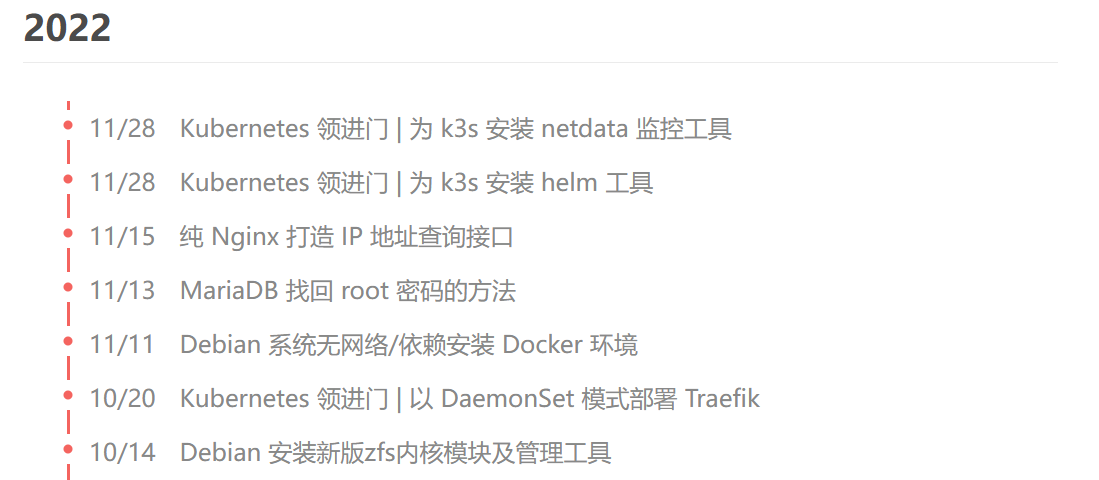 2022
11/28 Kubernetes 领进门 | 为 k3s 安装 netdata 监控工具
11/28 Kubernetes 领进门 | 为 k3s 安装 helm 工具
11/15 纯 Nginx 打造 IP 地址查询接口
11/13 MariaDB 找回 root 密码的方法
11/11 Debian 系统无网络/依赖安装 Docker 环境
10/20 Kubernetes 领进门 | 以 DaemonSet 模式部署 Traefik
10/14 Debian 安装新版zfs内核模块及管理工具